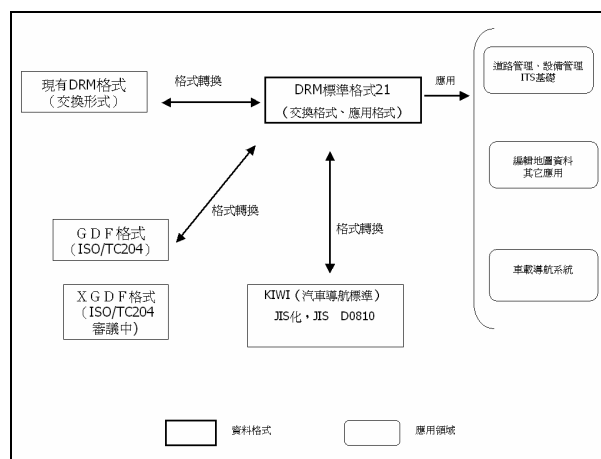 現有DRM格式
（交換形式）
格式轉換
DRM標準格式21
（交換格式、應用格式）
應用
道路管理、設備管理
ITS基礎
編輯地圖資料
其它應用
車載導航系統
格式轉換
格式轉換
ＧＤＦ格式
（ISO/TC204）
ＸＧＤＦ格式
（ISO/TC204
審議中）
KIWI（汽車導航標準）
JIS化，JIS　D0810
資料格式
應用領域